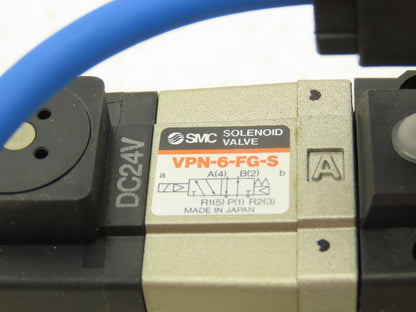 DC24V
SMC SOLENOID
VALVE
VPN-6-FG-S
a A(4) B(2) b
R1(5) P(1) R2(3)
MADE IN JAPAN
A